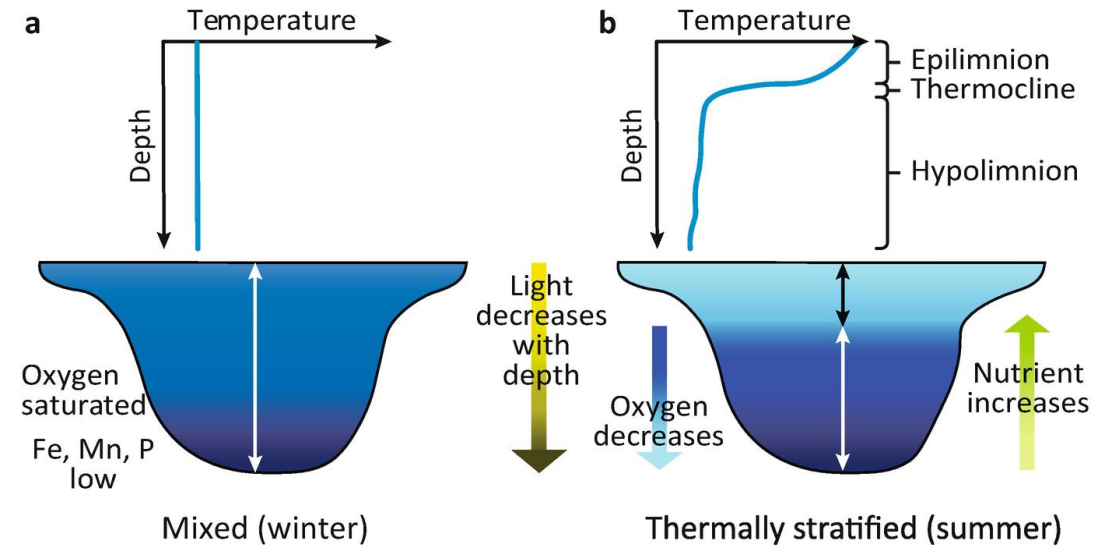 a
Temperature
Depth
Oxygen
saturated
Fe, Mn, P
low
Mixed (winter)
Light
decreases
with
depth
b
Temperature
Depth
Epilimnion
Thermocline
Hypolimnion
Oxygen
decreases
Nutrient
increases
Thermally stratified (summer)